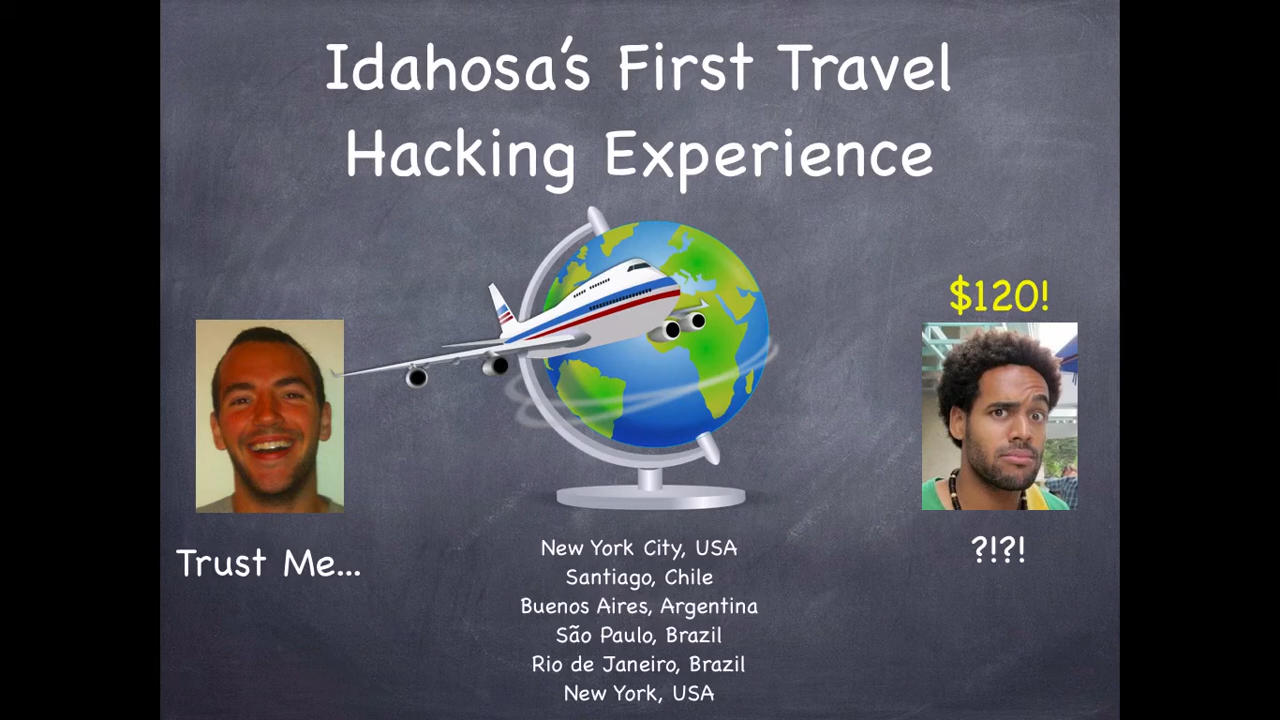 Idahosa's First Travel
Hacking Experience
$120!
Trust Me...
?!?!
New York City, USA
Santiago, Chile
Buenos Aires, Argentina
São Paulo, Brazil
Rio de Janeiro, Brazil
New York, USA